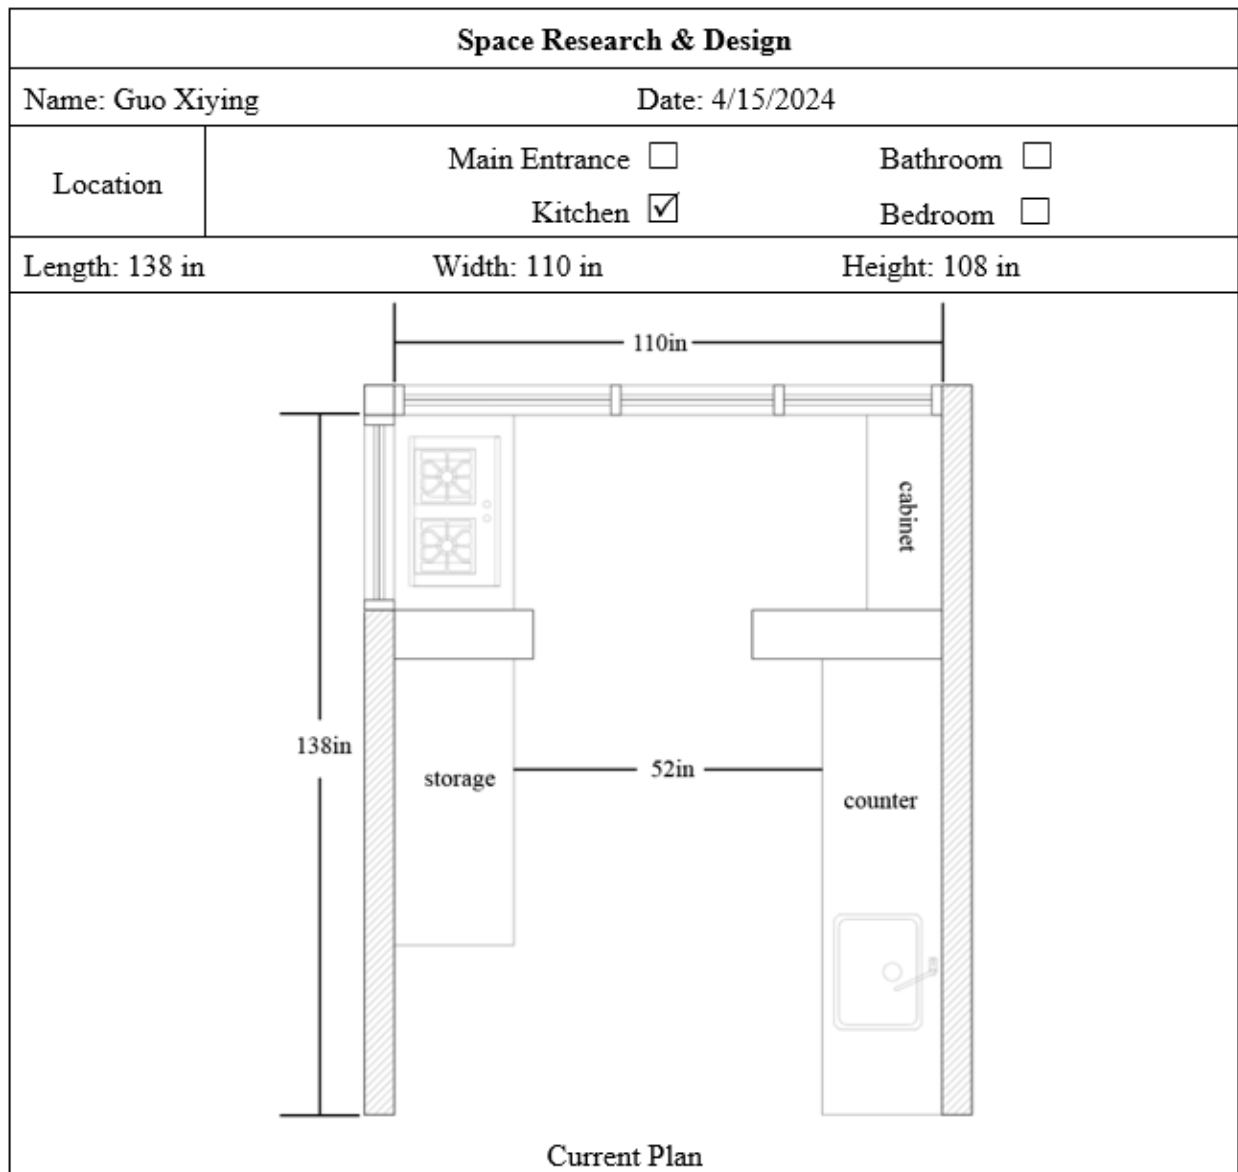 Space Research & Design
Name: Guo Xiying Date: 4/15/2024
Location
Main Entrance ☐ Bathroom ☐
Kitchen ☑ Bedroom ☐
Length: 138 in Width: 110 in Height: 108 in
110in
cabinet
138in
storage
52in
counter
Current Plan